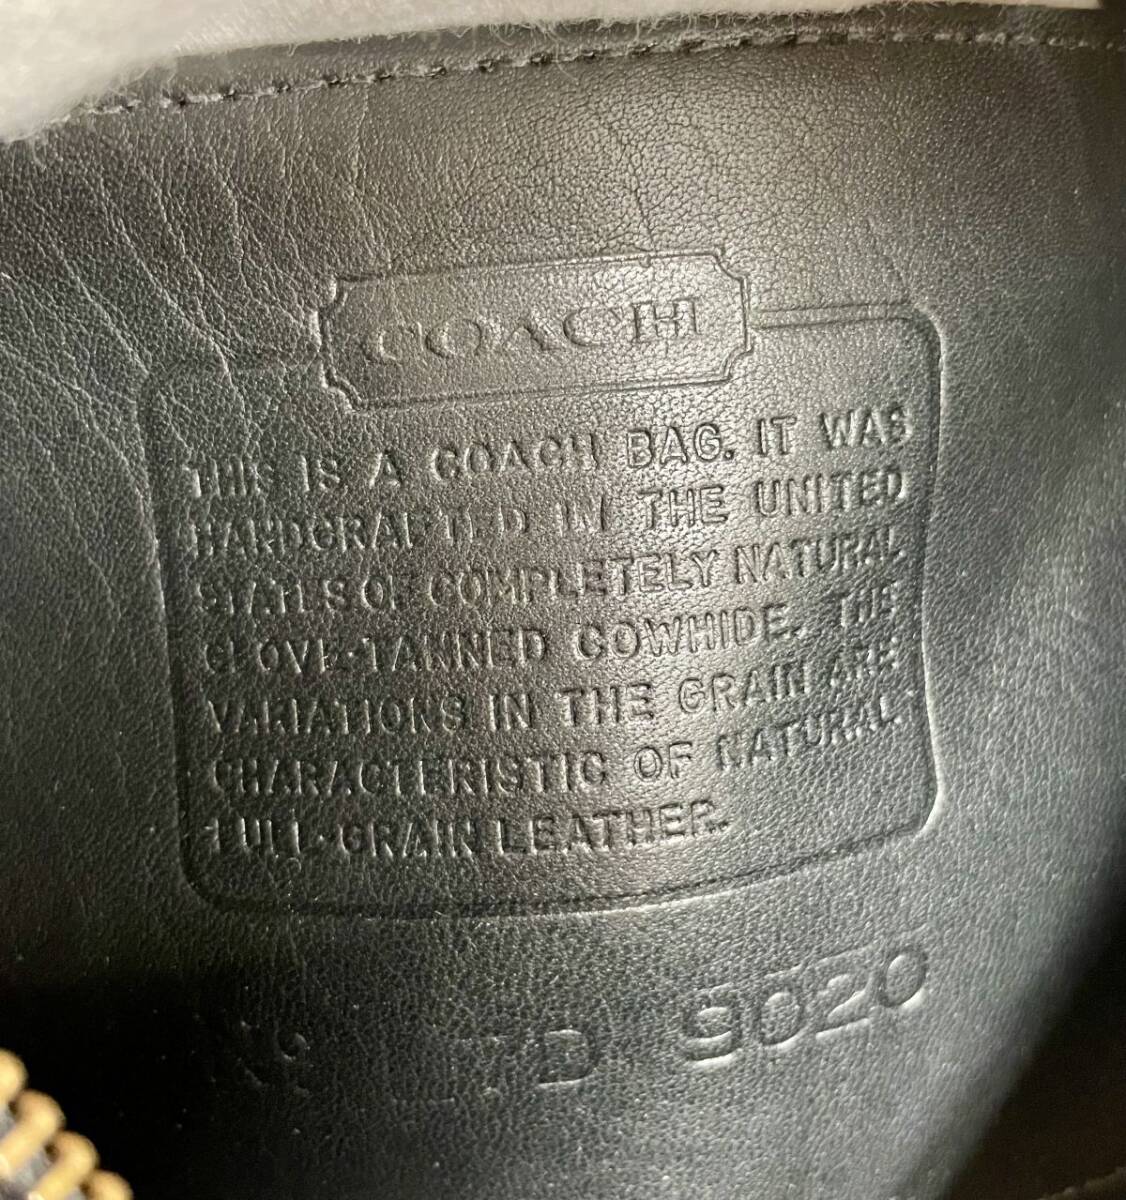 COACH
THIS IS A COACH BAG. IT WAS
HANDCRAFTED IN THE UNITED
STATES OF COMPLETELY NATURAL
GLOVE-TANNED COWHIDE. THE
VARIATIONS IN THE GRAIN ARE
CHARACTERISTIC OF NATURAL
FULL-GRAIN LEATHER.
9020